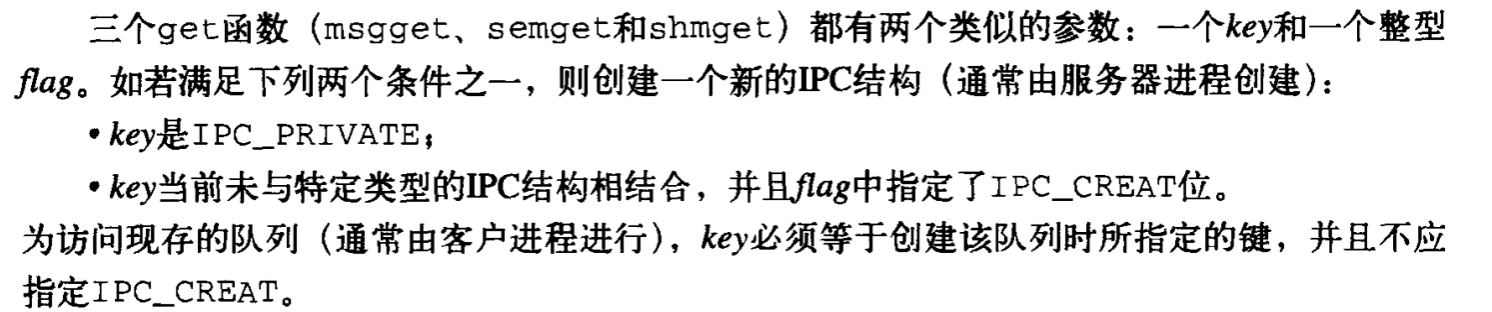 三个get函数（msgget、semget和shmget）都有两个类似的参数：一个key和一个整型
flag。如若满足下列两个条件之一，则创建一个新的IPC结构（通常由服务器进程创建）：
• key是IPC_PRIVATE；
• key当前未与特定类型的IPC结构相结合，并且flag中指定了IPC_CREAT位。
为访问现存的队列（通常由客户进程进行），key必须等于创建该队列时所指定的键，并且不应
指定IPC_CREAT。